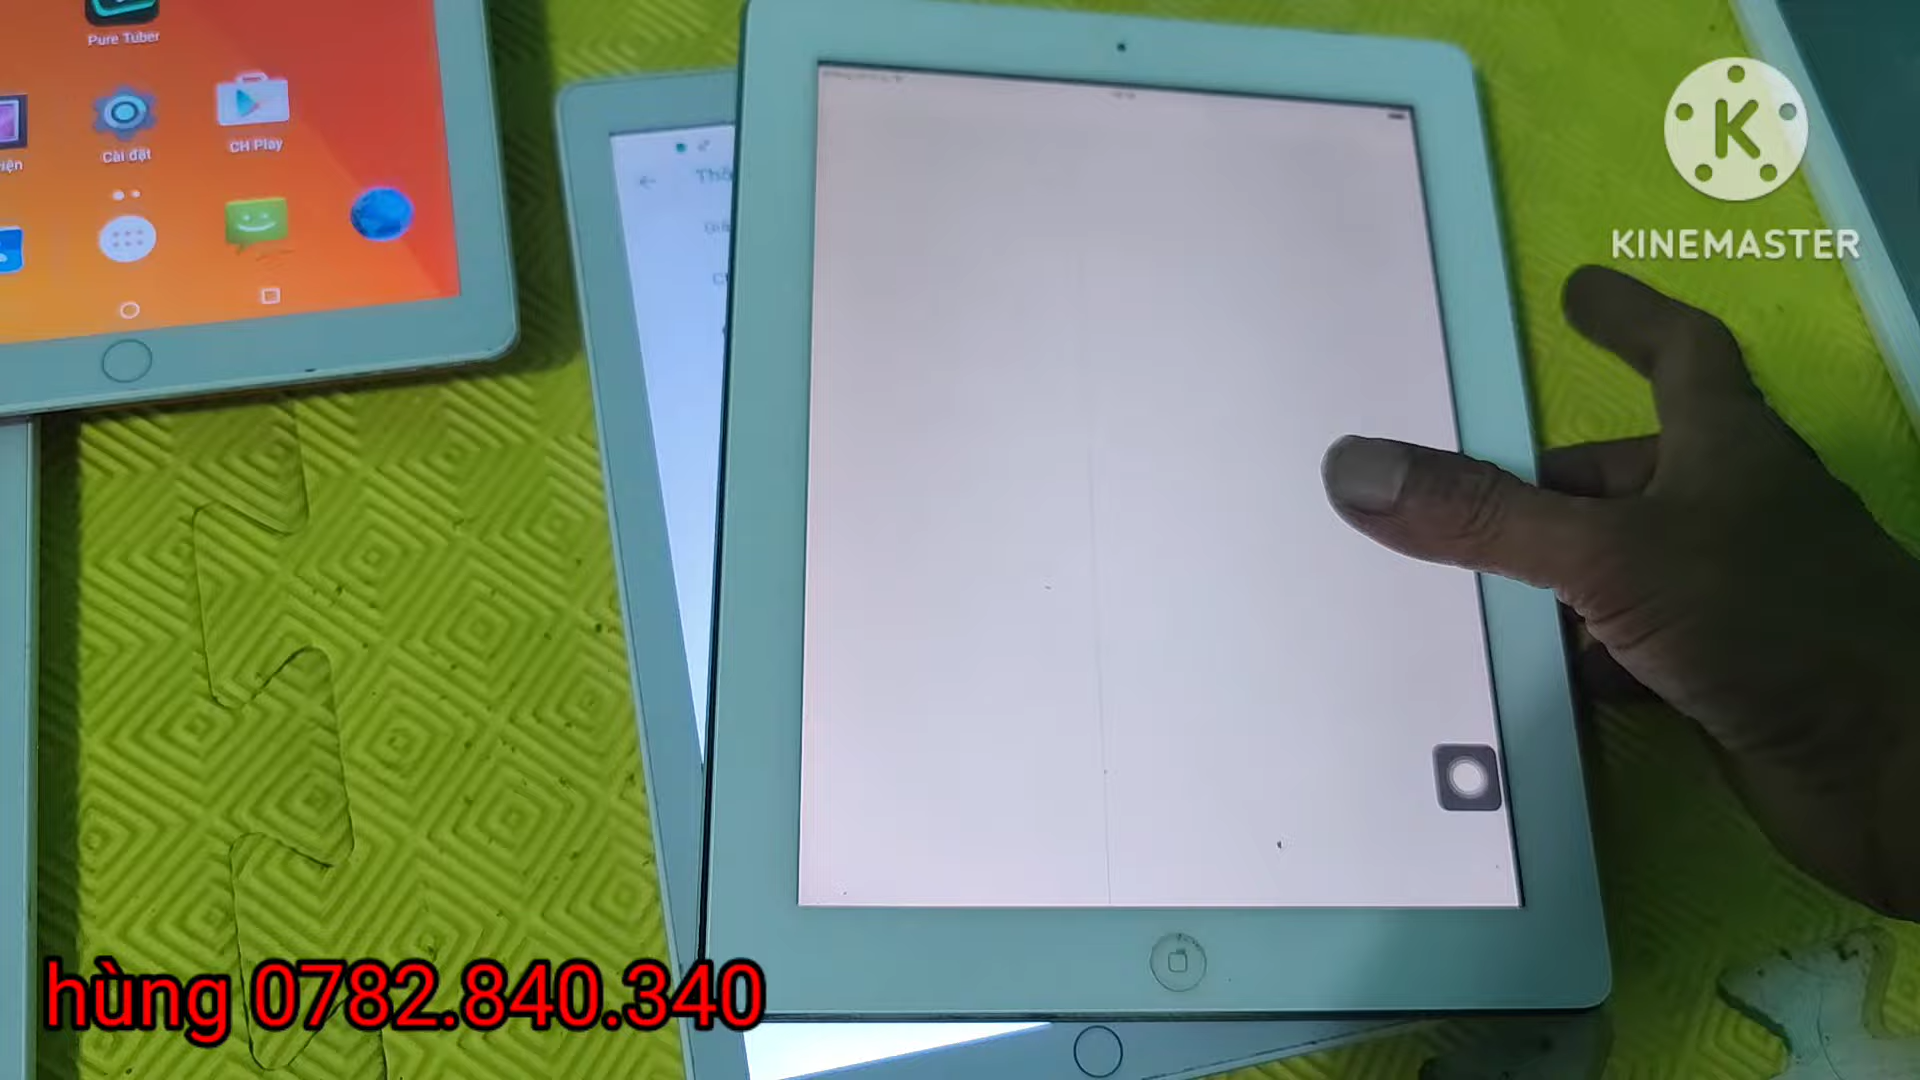 Pure Tuber
Cài đặt
CH Play
KINEMASTER
hùng 0782.840.340